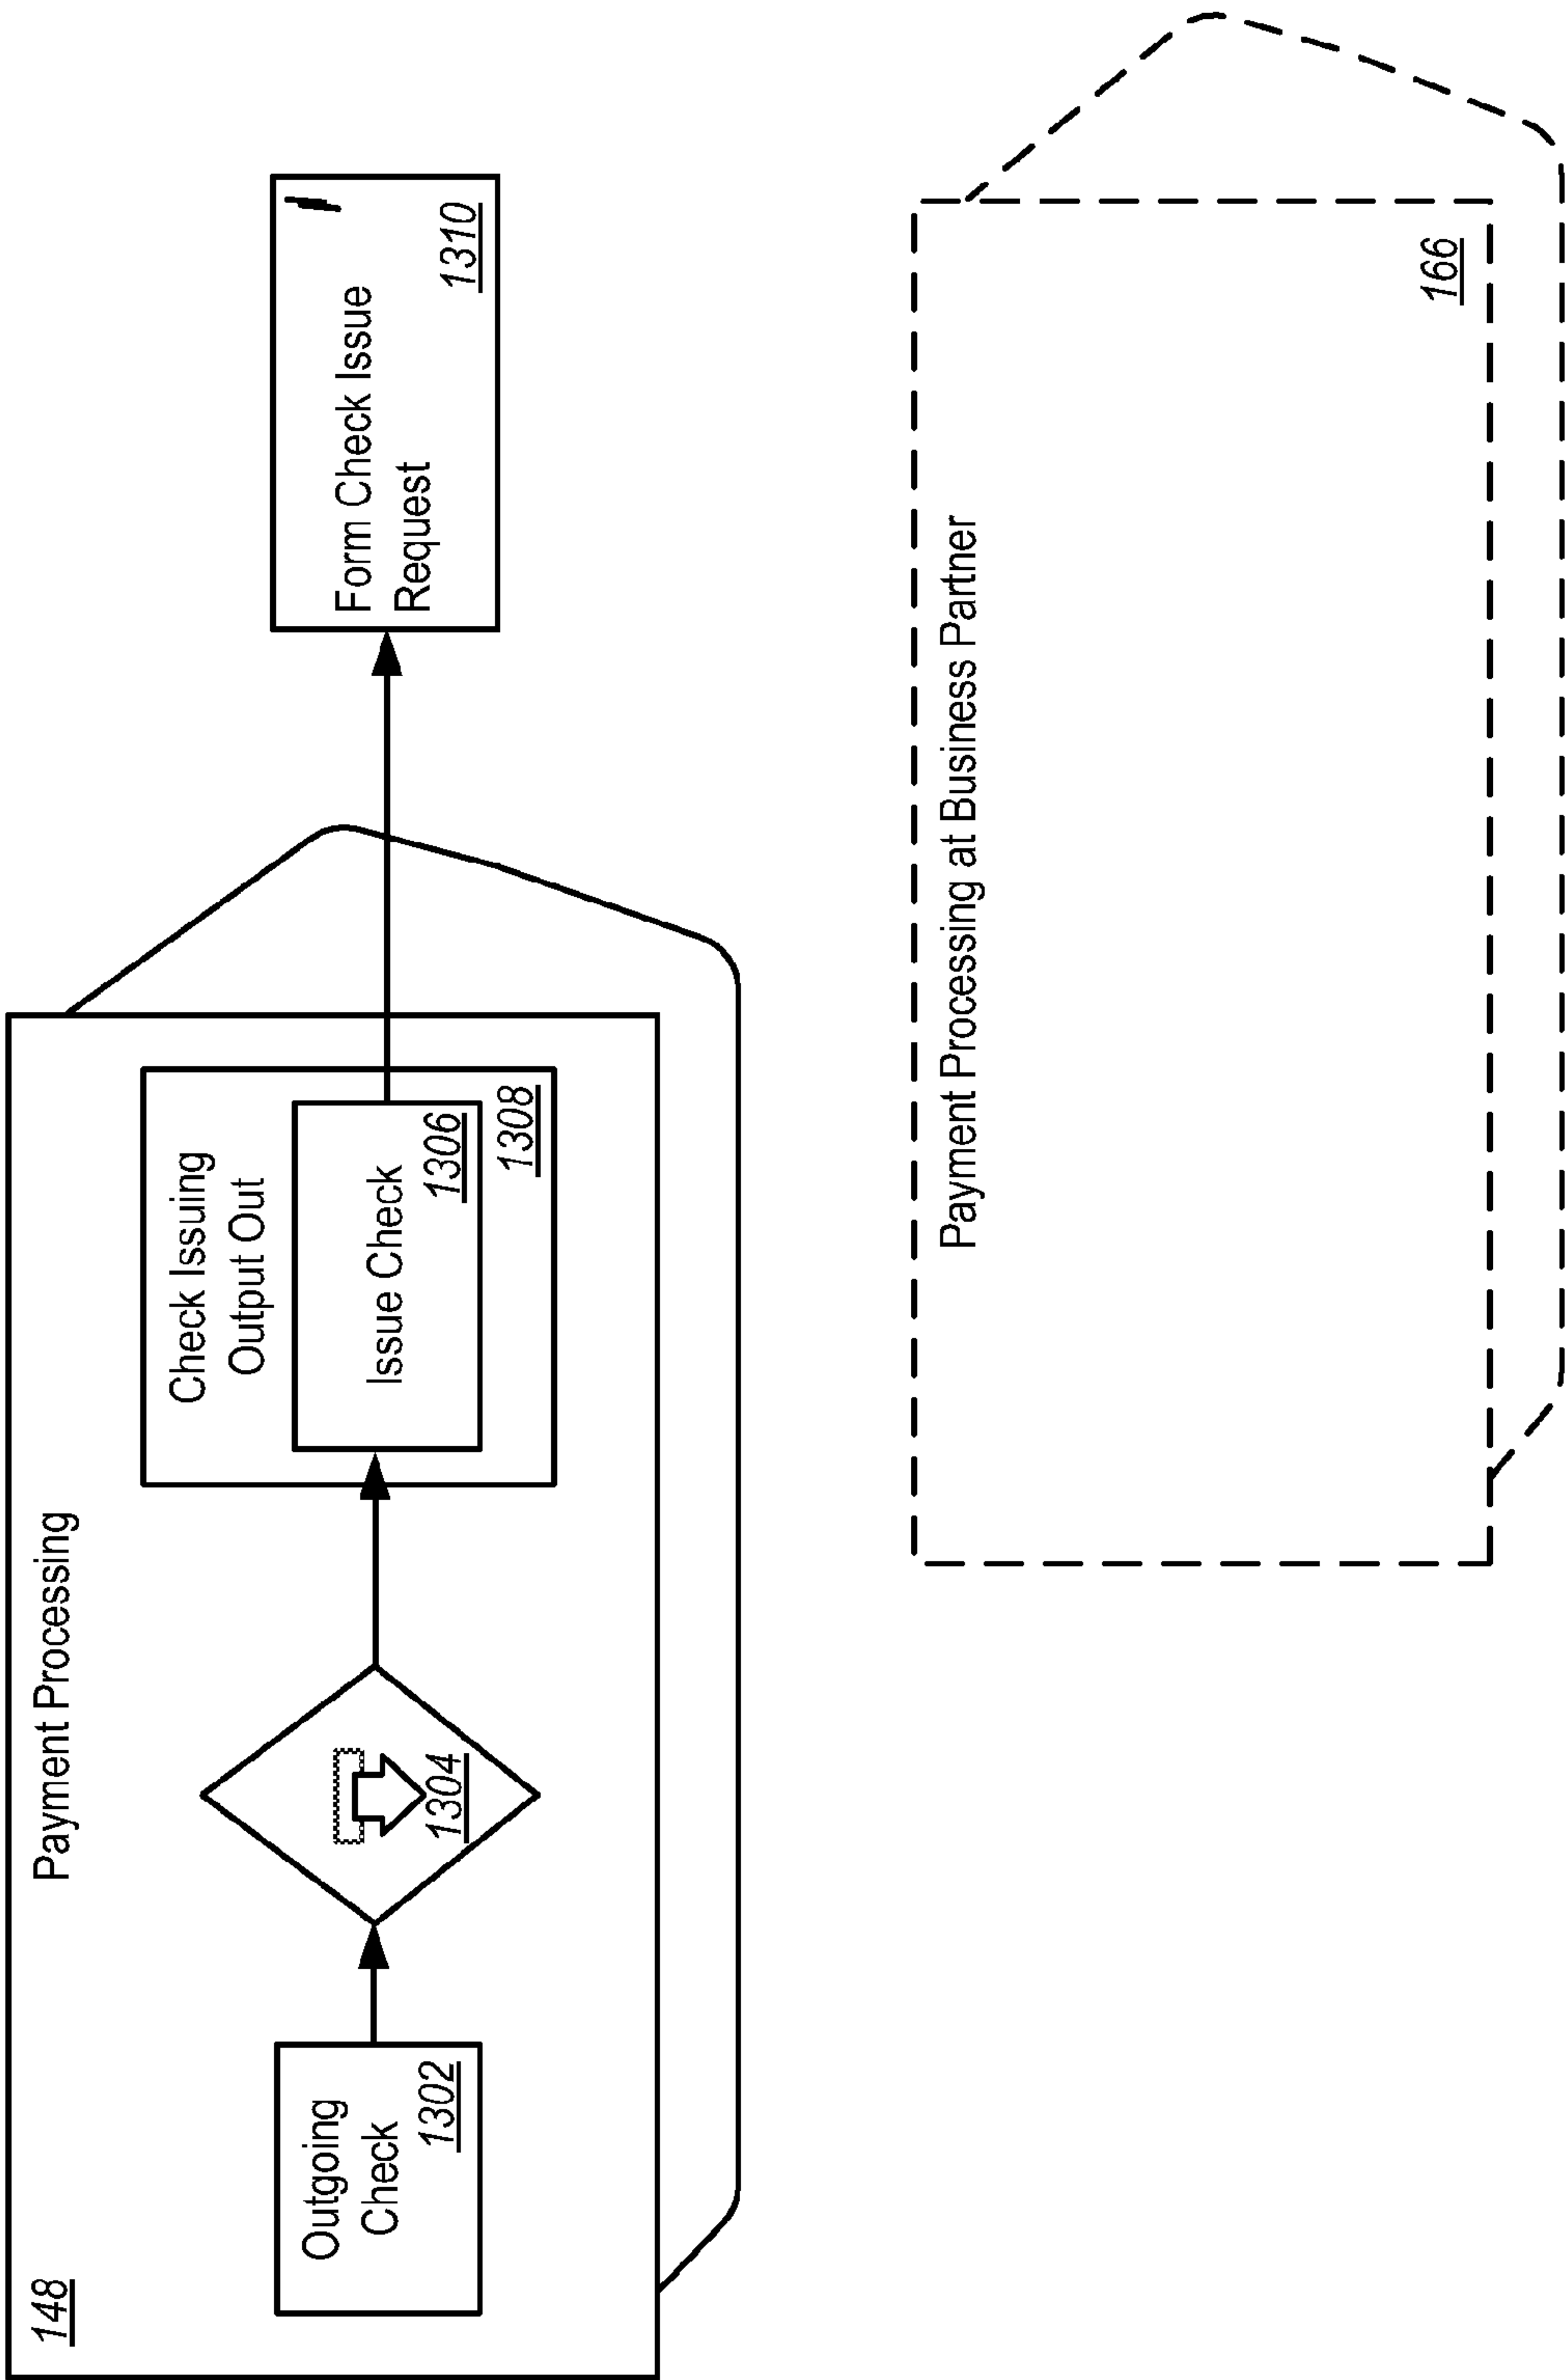 148
Payment Processing
Outgoing
Check
1302
1304
Check Issuing
Output Out
Issue Check
1306
1308
Form Check Issue
Request
1310
Payment Processing at Business Partner
166